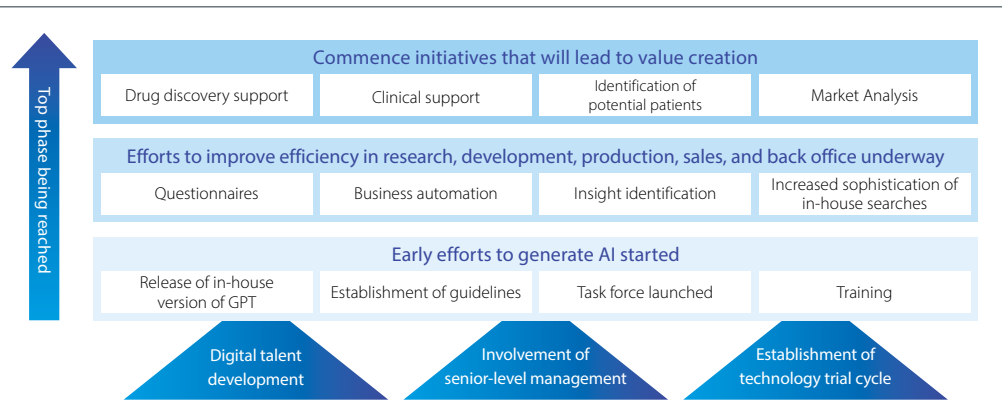 Top phase being reached
Commence initiatives that will lead to value creation
Drug discovery support
Clinical support
Identification of
potential patients
Market Analysis
Efforts to improve efficiency in research, development, production, sales, and back office underway
Questionnaires
Business automation
Insight identification
Increased sophistication of
in-house searches
Early efforts to generate AI started
Release of in-house
version of GPT
Establishment of guidelines
Task force launched
Training
Digital talent
development
Involvement of
senior-level management
Establishment of
technology trial cycle